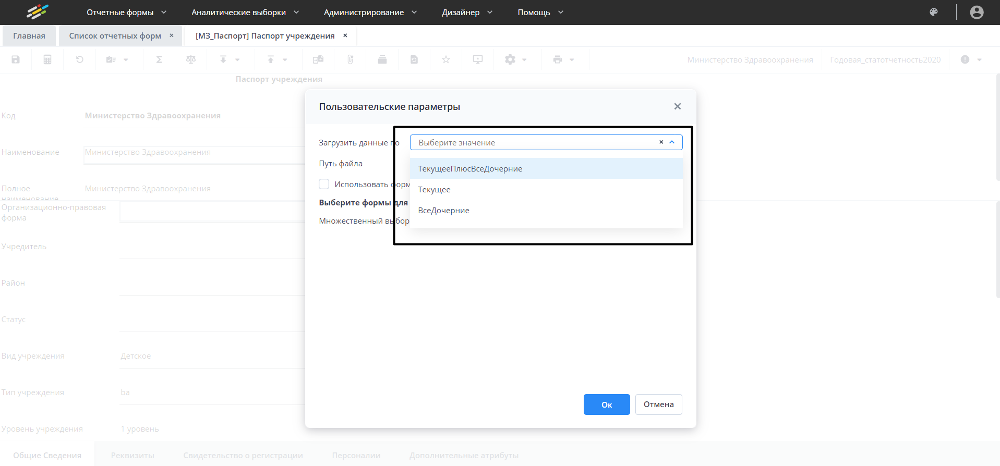 Отчетные формы Аналитические выборки Администрирование Дизайнер Помощь
Главная Список отчетных форм × [МЗ_Паспорт] Паспорт учреждения ×
Министерство Здравоохранения Годовая_статотчетность2020
Паспорт учреждения
Пользовательские параметры ×
Код Министерство Здравоохранения
Загрузить данные по Выберите значение ×
Наименование Министерство Здравоохранения
Путь файла
ТекущееПлюсВсеДочерние
Полное наименование Министерство Здравоохранения
Использовать форм
Текущее
Выберите формы для
Организационно-правовая
форма
ВсеДочерние
Множественный выбор
Учредитель
Район
Статус
Вид учреждения Детское
Тип учреждения ba
Ок Отмена
Уровень учреждения 1 уровень
Общие Сведения Реквизиты Свидетельство о регистрации Персоналии Дополнительные атрибуты